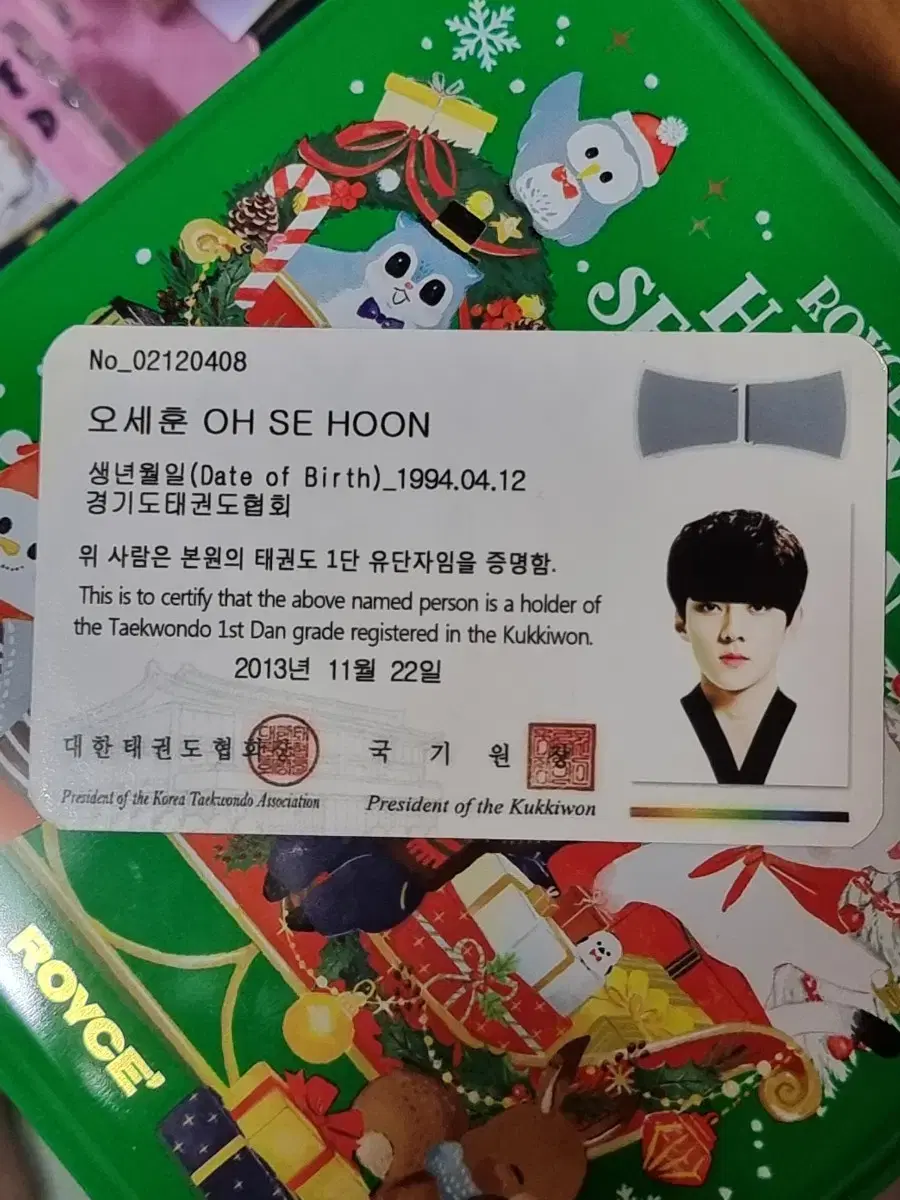 ROYCE
SE
H
No_02120408
오세훈 OH SE HOON
생년월일(Date of Birth)_1994.04.12
경기도태권도협회
위 사람은 본원의 태권도 1단 유단자임을 증명함.
This is to certify that the above named person is a holder of
the Taekwondo 1st Dan grade registered in the Kukkiwon.
2013년 11월 22일
대한태권도협회장
국 기 원 장
President of the Korea Taekwondo Association
President of the Kukkiwon
ROYCE'